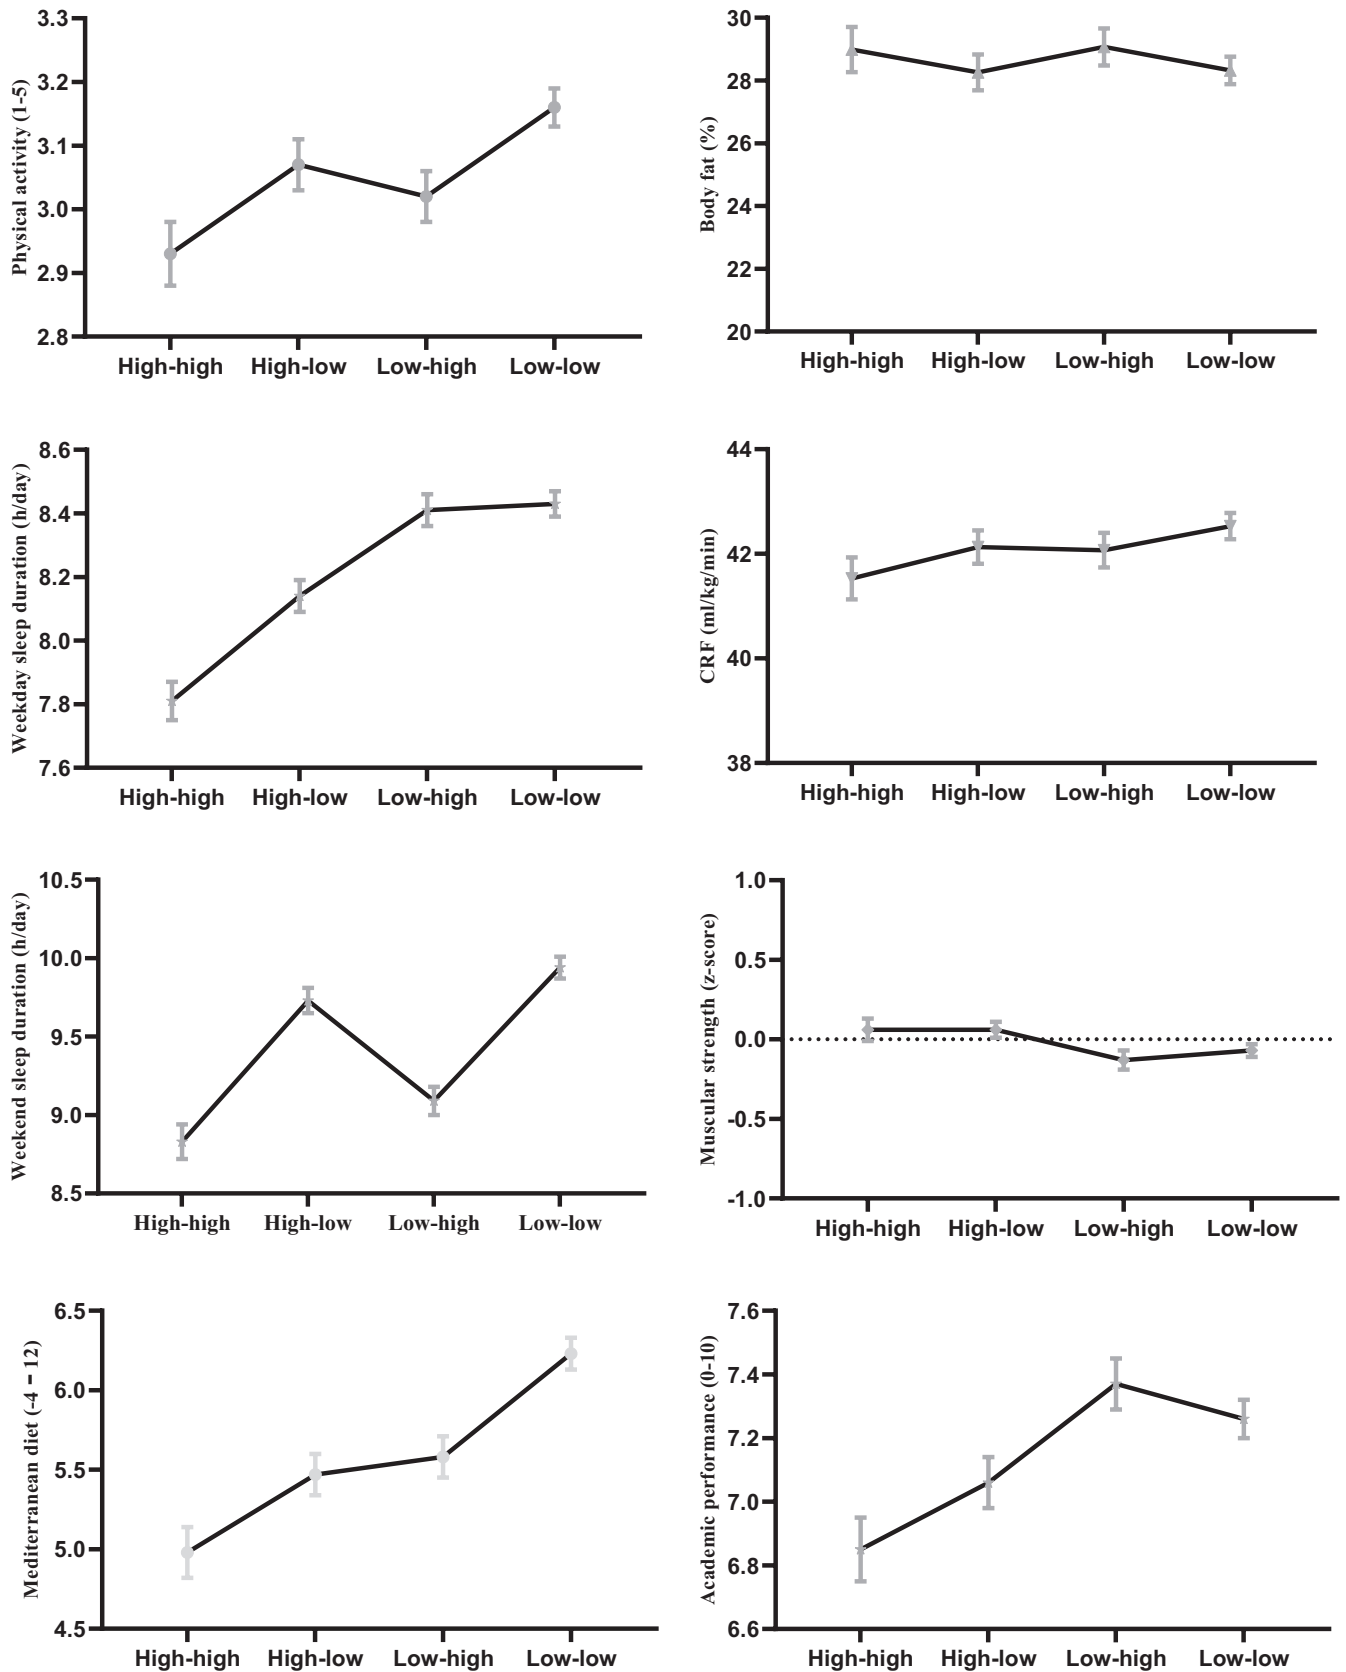 3.3
3.2
3.1
3.0
2.9
2.8
Physical activity (1-5)
High-high High-low Low-high Low-low
30
28
26
24
22
20
Body fat (%)
High-high High-low Low-high Low-low
8.6
8.4
8.2
8.0
7.8
7.6
Weekday sleep duration (h/day)
High-high High-low Low-high Low-low
44
42
40
38
CRF (ml/kg/min)
High-high High-low Low-high Low-low
10.5
10.0
9.5
9.0
8.5
Weekend sleep duration (h/day)
High-high High-low Low-high Low-low
1.0
0.5
0.0
-0.5
-1.0
Muscular strength (z-score)
High-high High-low Low-high Low-low
6.5
6.0
5.5
5.0
4.5
Mediterranean diet (-4 – 12)
High-high High-low Low-high Low-low
7.6
7.4
7.2
7.0
6.8
6.6
Academic performance (0-10)
High-high High-low Low-high Low-low